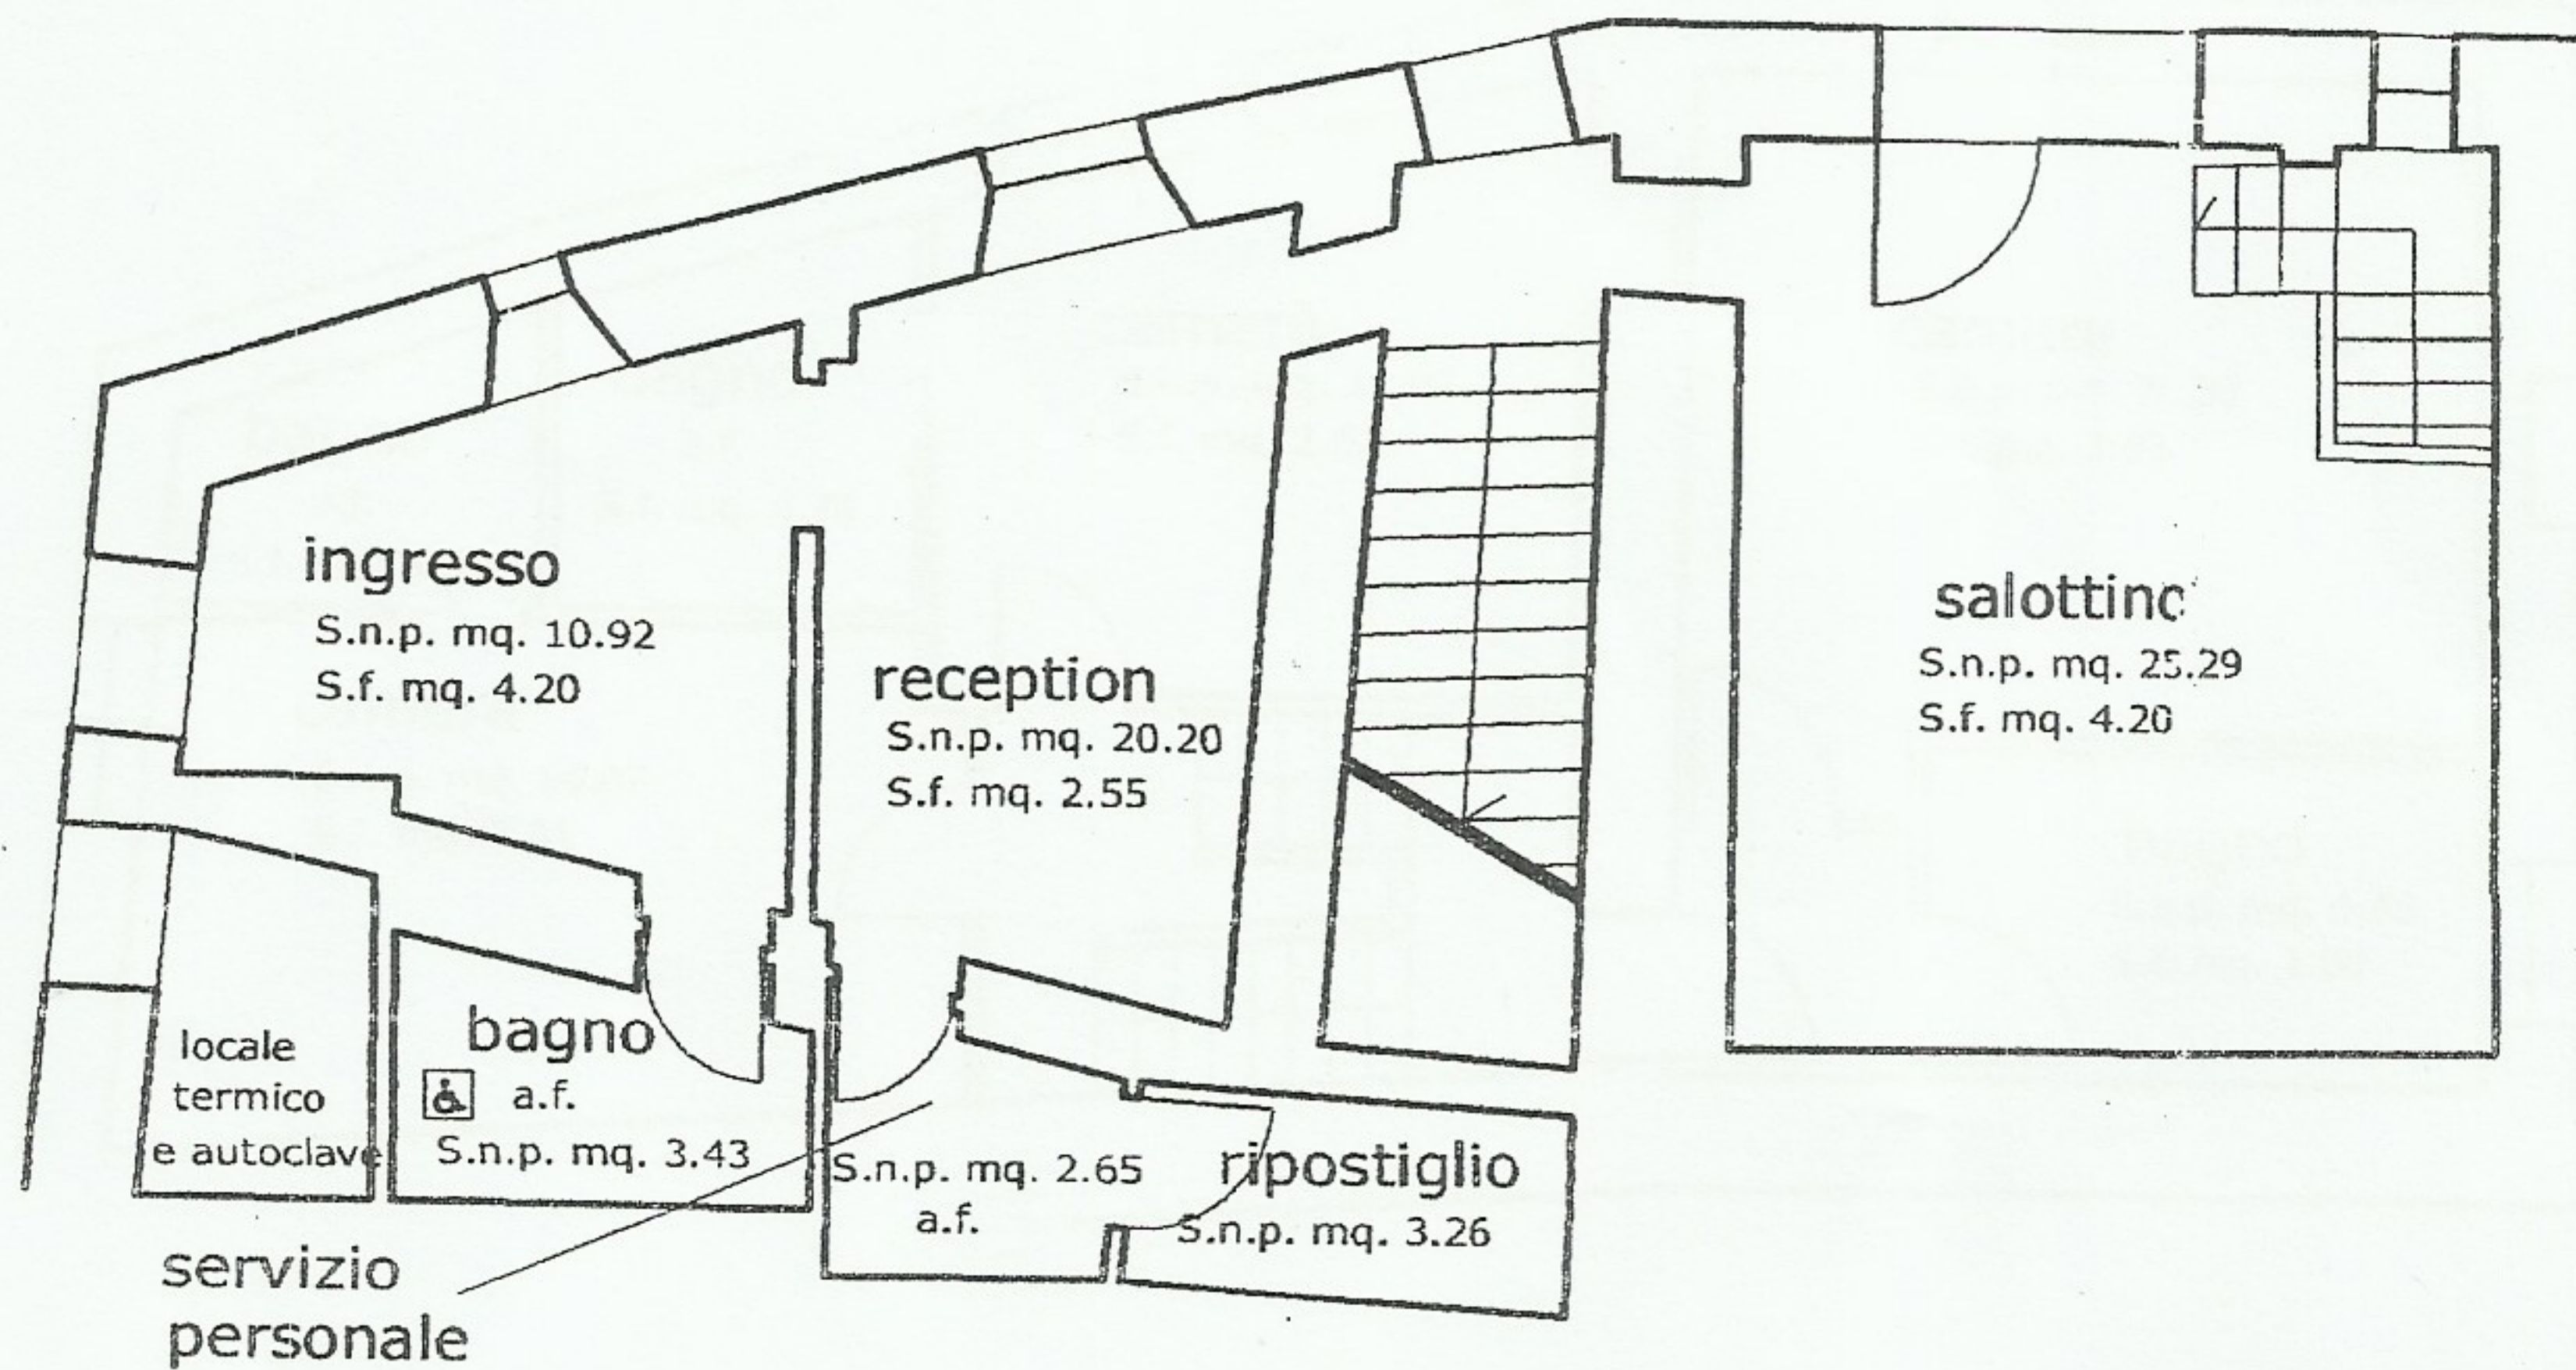 ingresso
S.n.p. mq. 10.92
S.f. mq. 4.20
reception
S.n.p. mq. 20.20
S.f. mq. 2.55
salottino
S.n.p. mq. 25.29
S.f. mq. 4.20
locale
termico
e autoclave
bagno
a.f.
S.n.p. mq. 3.43
S.n.p. mq. 2.65
a.f.
ripostiglio
S.n.p. mq. 3.26
servizio
personale